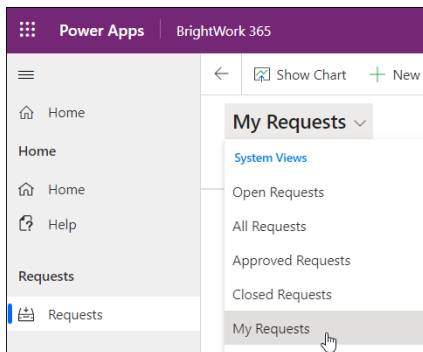 Power Apps BrightWork 365
Show Chart New
Home
My Requests
Home
System Views
Home
Open Requests
Help
All Requests
Approved Requests
Requests
Closed Requests
Requests
My Requests